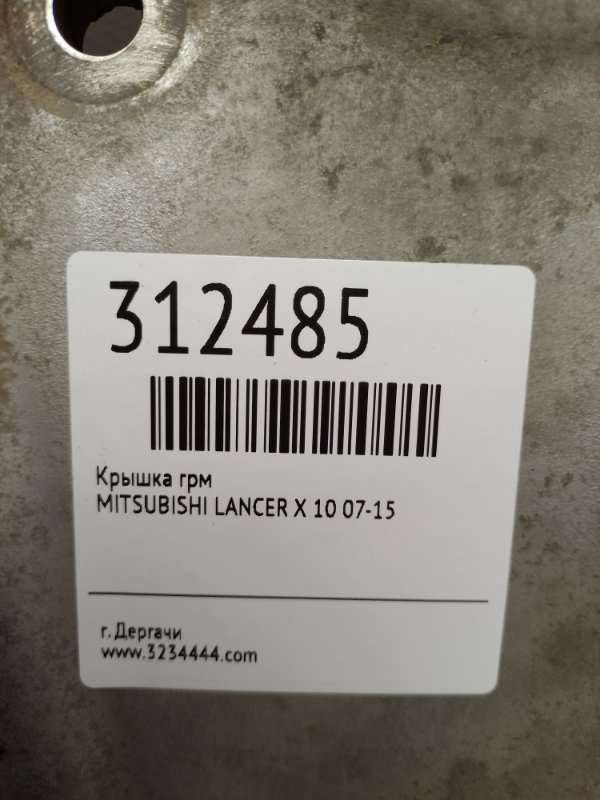 312485
Крышка грм
MITSUBISHI LANCER X 10 07-15
г. Дергачи
www.3234444.com